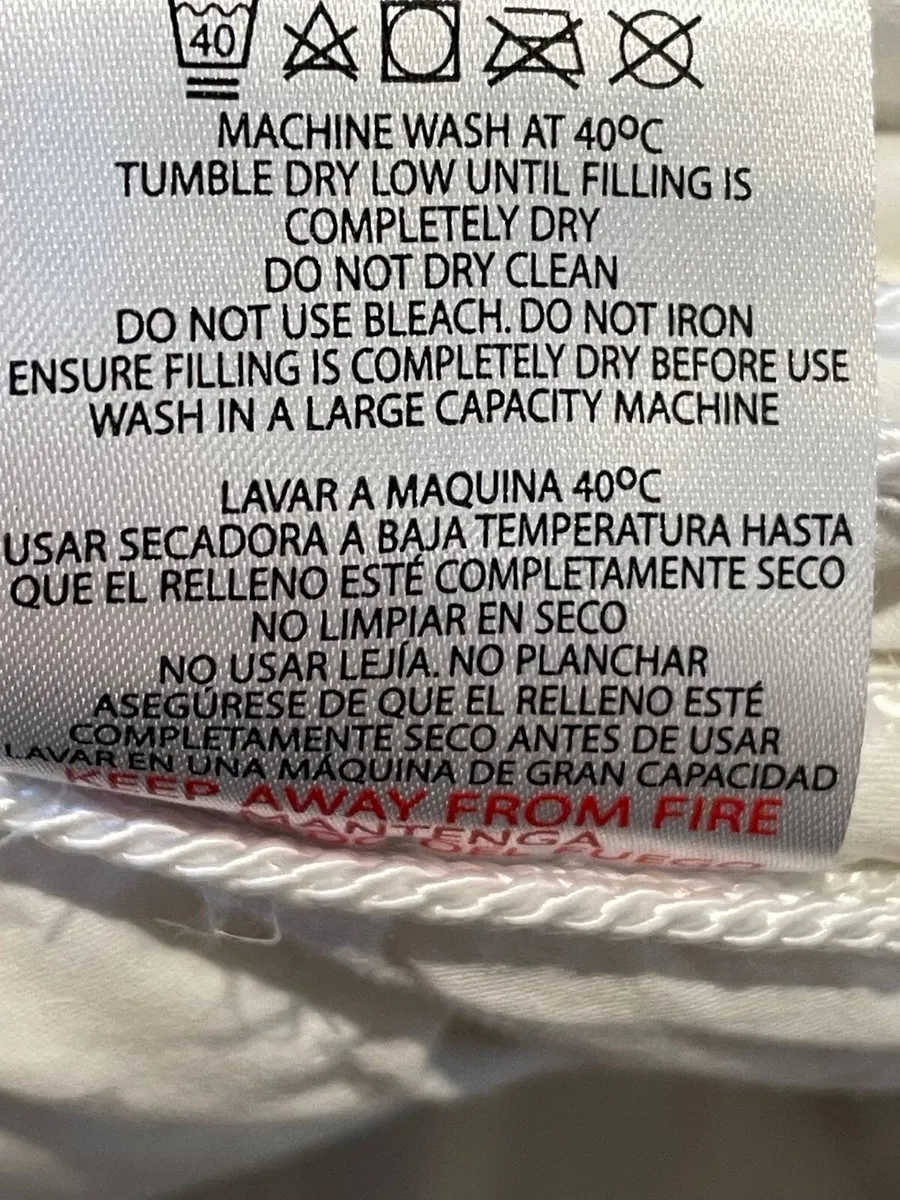 40
MACHINE WASH AT 40ºC
TUMBLE DRY LOW UNTIL FILLING IS
COMPLETELY DRY
DO NOT DRY CLEAN
DO NOT USE BLEACH. DO NOT IRON
ENSURE FILLING IS COMPLETELY DRY BEFORE USE
WASH IN A LARGE CAPACITY MACHINE
LAVAR A MAQUINA 40ºC
USAR SECADORA A BAJA TEMPERATURA HASTA
QUE EL RELLENO ESTÉ COMPLETAMENTE SECO
NO LIMPIAR EN SECO
NO USAR LEJÍA. NO PLANCHAR
ASEGÚRESE DE QUE EL RELLENO ESTÉ
COMPLETAMENTE SECO ANTES DE USAR
LAVAR EN UNA MÁQUINA DE GRAN CAPACIDAD
KEEP AWAY FROM FIRE
MANTENGA
DEL FUEGO